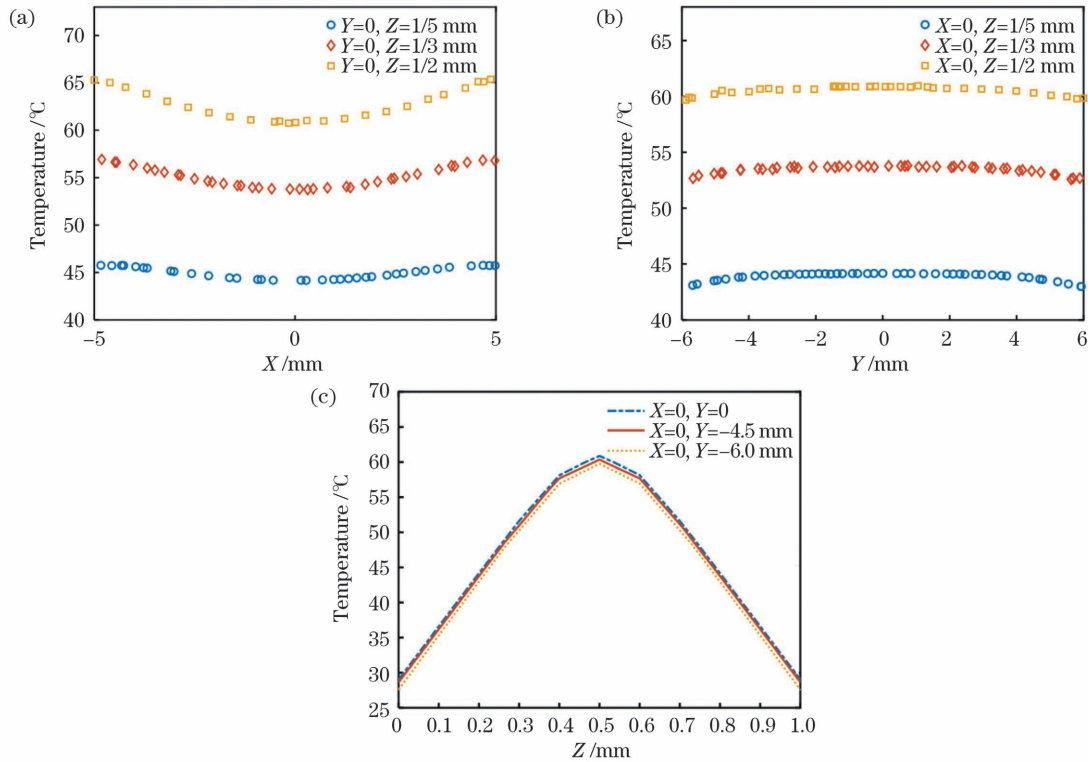 (a)
Y=0, Z=1/5 mm
Y=0, Z=1/3 mm
Y=0, Z=1/2 mm
70
65
60
55
50
45
40
Temperature /℃
−5
0
5
X /mm
(b)
X=0, Z=1/5 mm
X=0, Z=1/3 mm
X=0, Z=1/2 mm
65
60
55
50
45
40
Temperature /℃
−6
−4
−2
0
2
4
6
Y /mm
(c)
X=0, Y=0
X=0, Y=−4.5 mm
X=0, Y=−6.0 mm
70
65
60
55
50
45
40
35
30
25
Temperature /℃
0
0.1
0.2
0.3
0.4
0.5
0.6
0.7
0.8
0.9
1.0
Z /mm